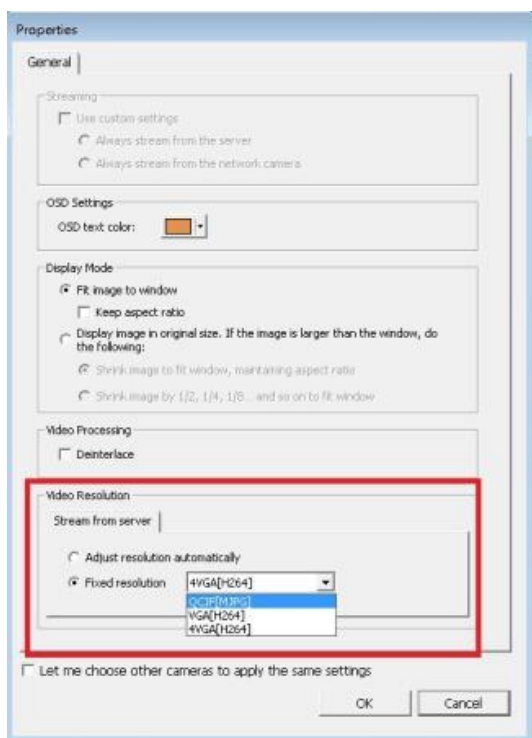 Properties
General
Streaming
Use custom settings
Always stream from the server
Always stream from the network camera
OSD Settings
OSD text color:
Display Mode
Fit image to window
Keep aspect ratio
Display image in original size. If the image is larger than the window, do
the following:
Shrink image to fit window, maintaining aspect ratio
Shrink image by 1/2, 1/4, 1/8... and so on to fit window
Video Processing
Deinterlace
Video Resolution
Stream from server
Adjust resolution automatically
Fixed resolution 4VGA[H264]
QCIF[MJPG]
VGA[H264]
4VGA[H264]
Let me choose other cameras to apply the same settings
OK Cancel